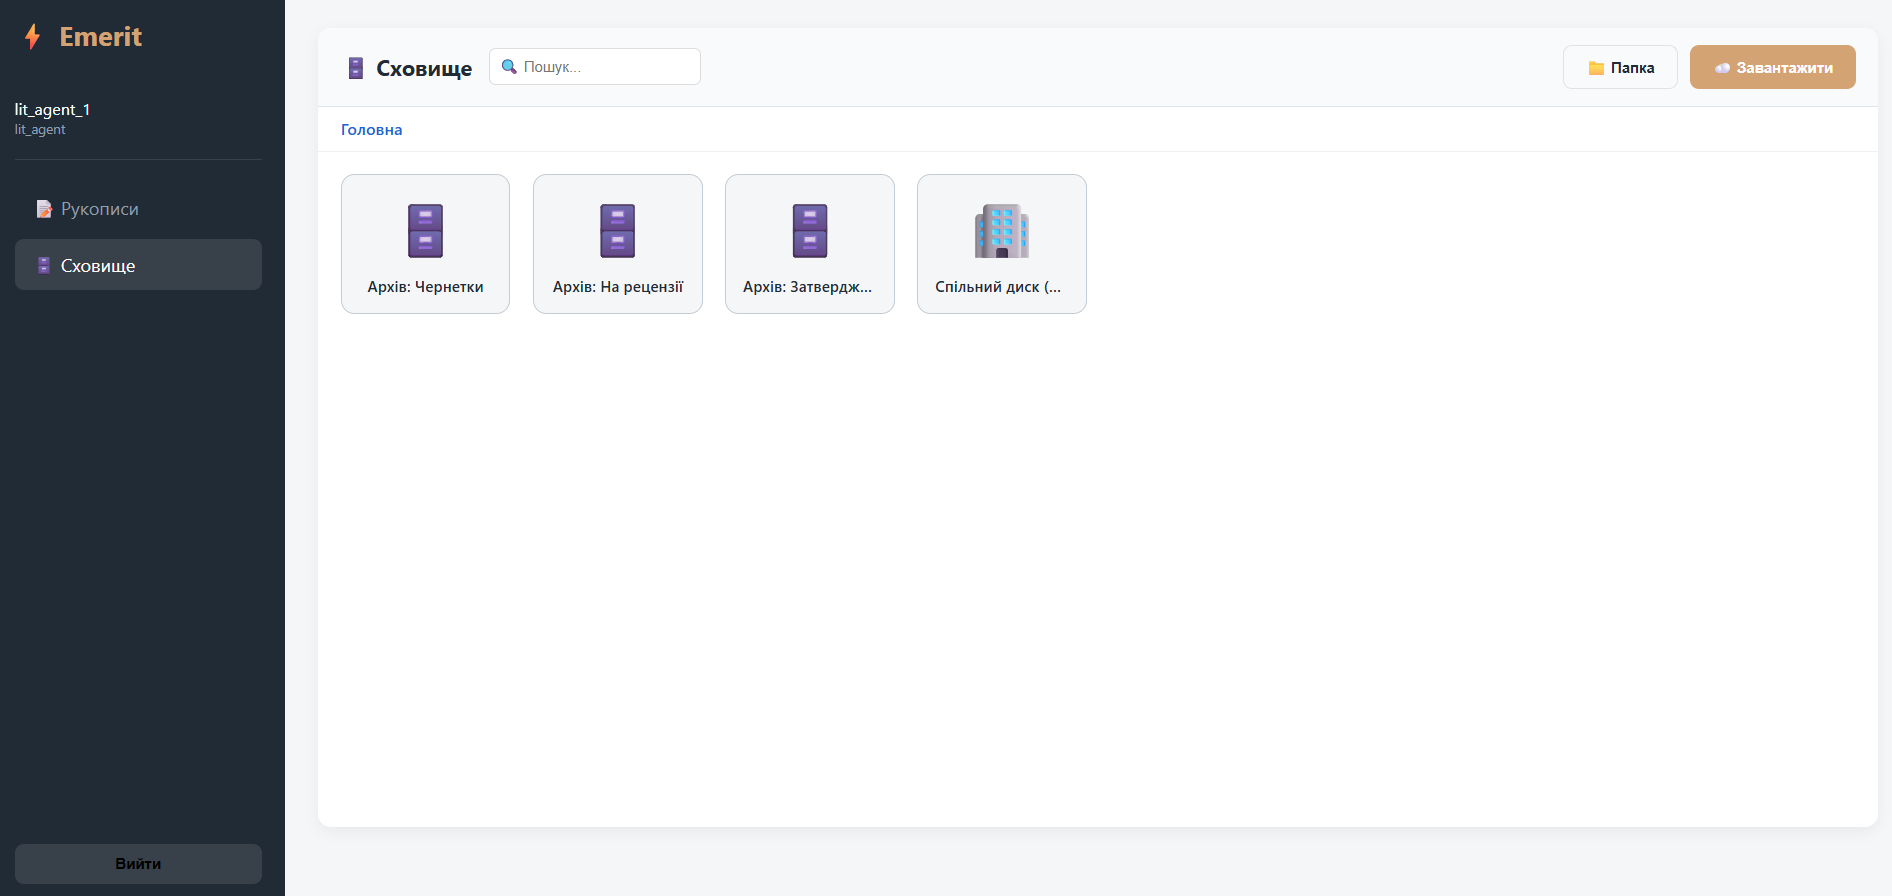 Emerit
lit_agent_1
lit_agent
Рукописи
Сховище
Вийти
Сховище
Пошук...
Папка
Завантажити
Головна
Архів: Чернетки
Архів: На рецензії
Архів: Затвердж...
Спільний диск (...